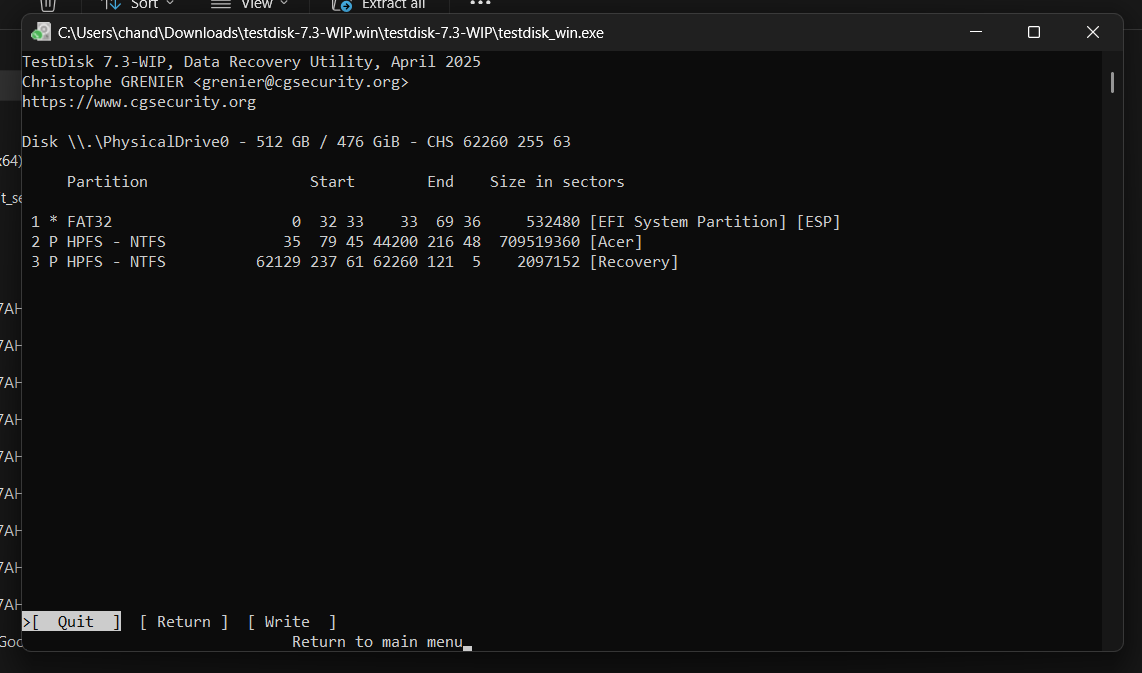 Sort View Extract all •••
C:\Users\chand\Downloads\testdisk-7.3-WIP.win\testdisk-7.3-WIP\testdisk_win.exe
TestDisk 7.3-WIP, Data Recovery Utility, April 2025
Christophe GRENIER <grenier@cgsecurity.org>
https://www.cgsecurity.org
Disk \\.\PhysicalDrive0 - 512 GB / 476 GiB - CHS 62260 255 63
x64)
Partition Start End Size in sectors
t_se
1 * FAT32 0 32 33 33 69 36 532480 [EFI System Partition] [ESP]
2 P HPFS - NTFS 35 79 45 44200 216 48 709519360 [Acer]
3 P HPFS - NTFS 62129 237 61 62260 121 5 2097152 [Recovery]
7AH
7AH
7AH
7AH
7AH
7AH
7AH
7AH
7AH
>[ Quit ] [ Return ] [ Write ]
Goo
Return to main menu